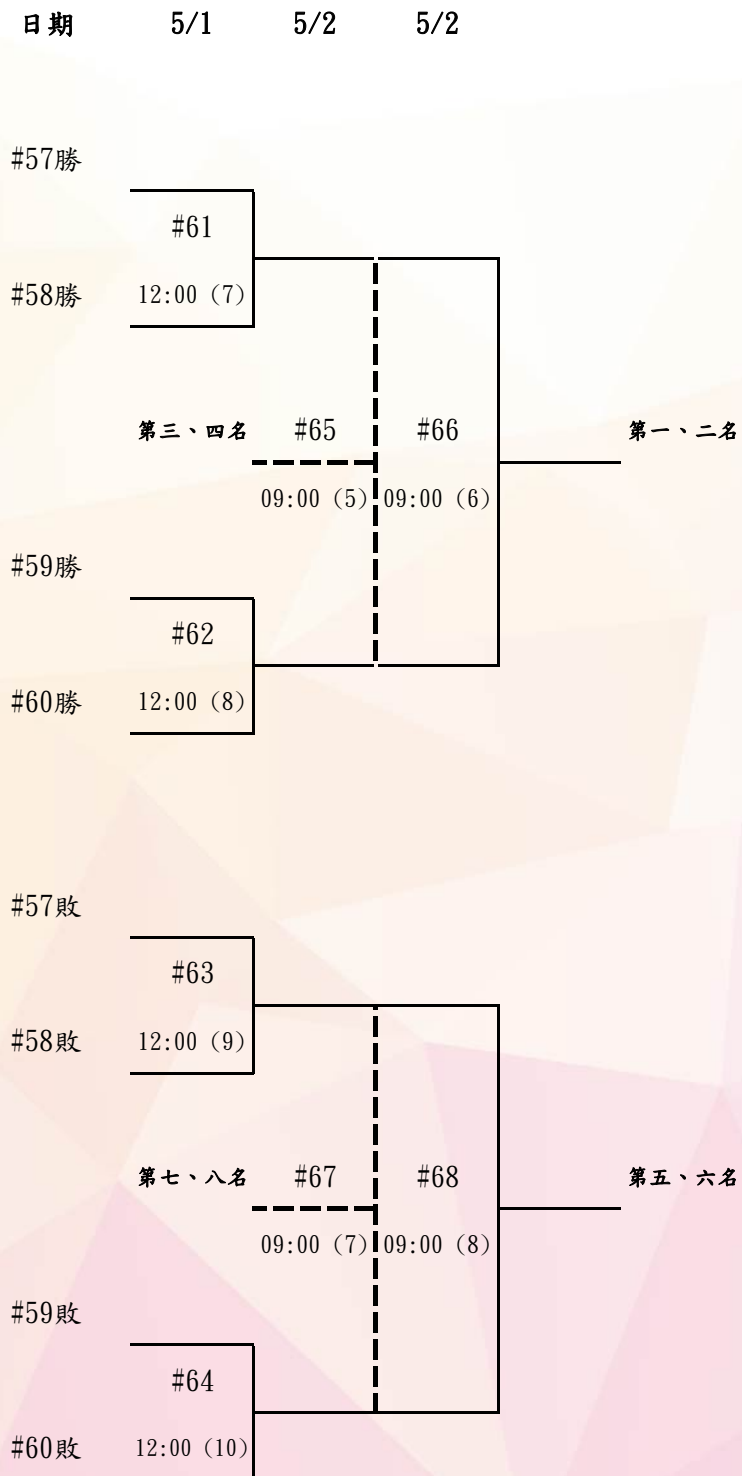 日期 5/1 5/2 5/2
#57勝
#61
#58勝 12:00 (7)
第三、四名 #65 #66 第一、二名
09:00 (5) 09:00 (6)
#59勝
#62
#60勝 12:00 (8)
#57敗
#63
#58敗 12:00 (9)
第七、八名 #67 #68 第五、六名
09:00 (7) 09:00 (8)
#59敗
#64
#60敗 12:00 (10)